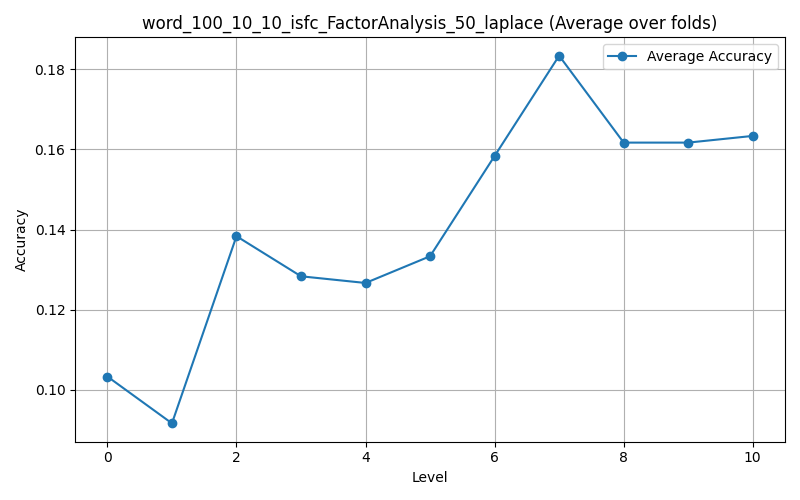 word_100_10_10_isfc_FactorAnalysis_50_laplace (Average over folds)
Average Accuracy
0.18
0.16
0.14
0.12
0.10
Accuracy
0 2 4 6 8 10
Level